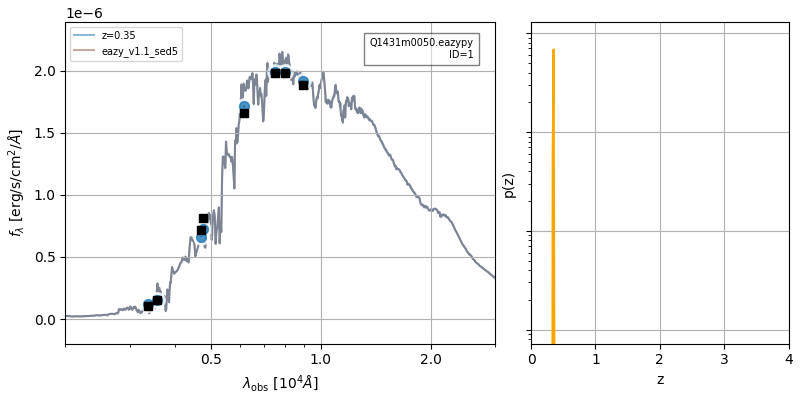 1e−6
z=0.35
eazy_v1.1_sed5
Q1431m0050.eazypy
ID=1
2.0
1.5
1.0
0.5
0.0
f_λ [erg/s/cm²/Å]
0.5 1.0 2.0
λ_obs [10⁴Å]
p(z)
0 1 2 3 4
z